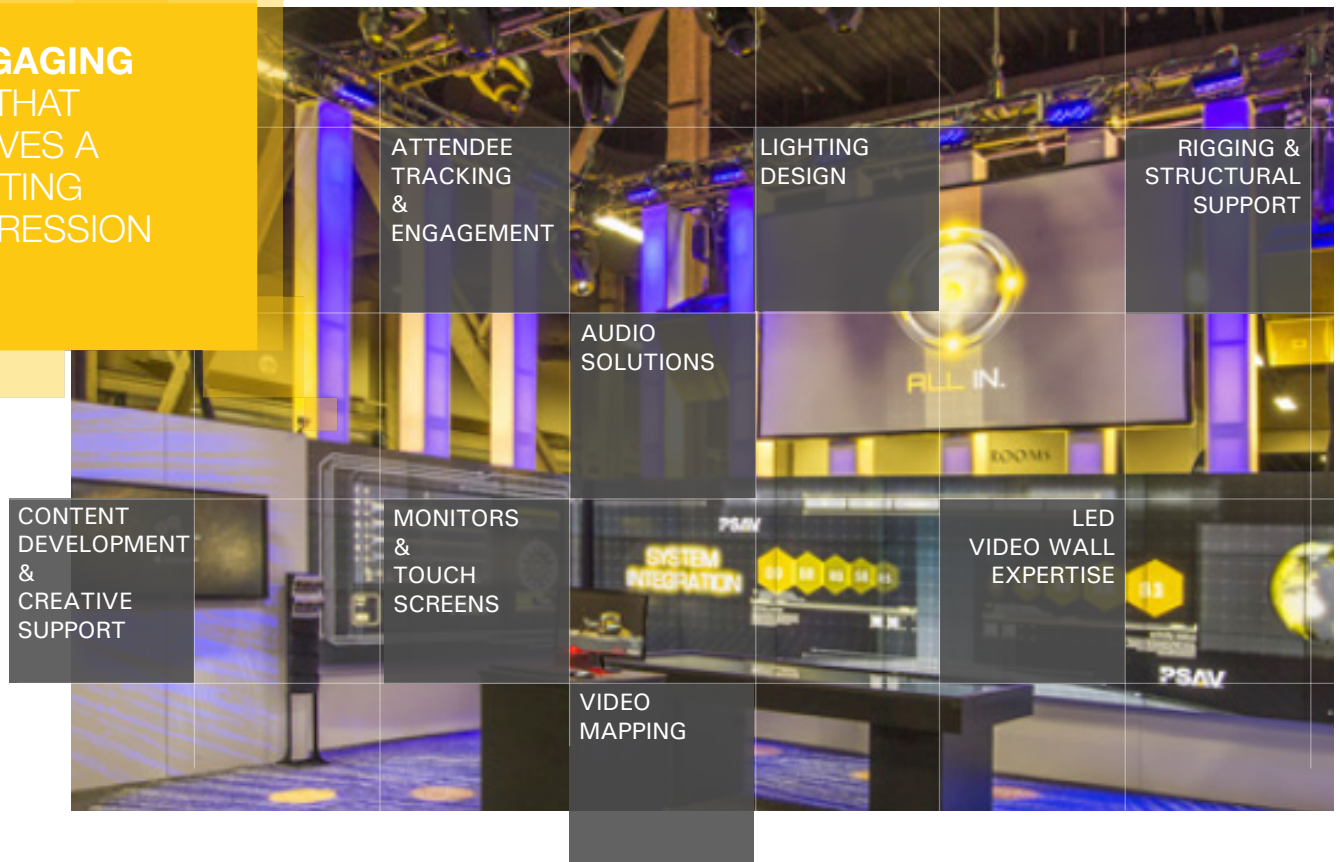 GAGING
THAT
VES A
TING
RESSION
ATTENDEE
TRACKING
&
ENGAGEMENT
LIGHTING
DESIGN
RIGGING &
STRUCTURAL
SUPPORT
AUDIO
SOLUTIONS
ALL IN.
ROOMS
CONTENT
DEVELOPMENT
&
CREATIVE
SUPPORT
MONITORS
&
TOUCH
SCREENS
PSAV
SYSTEM
INTEGRATION
LED
VIDEO WALL
EXPERTISE
83
PSAV
VIDEO
MAPPING